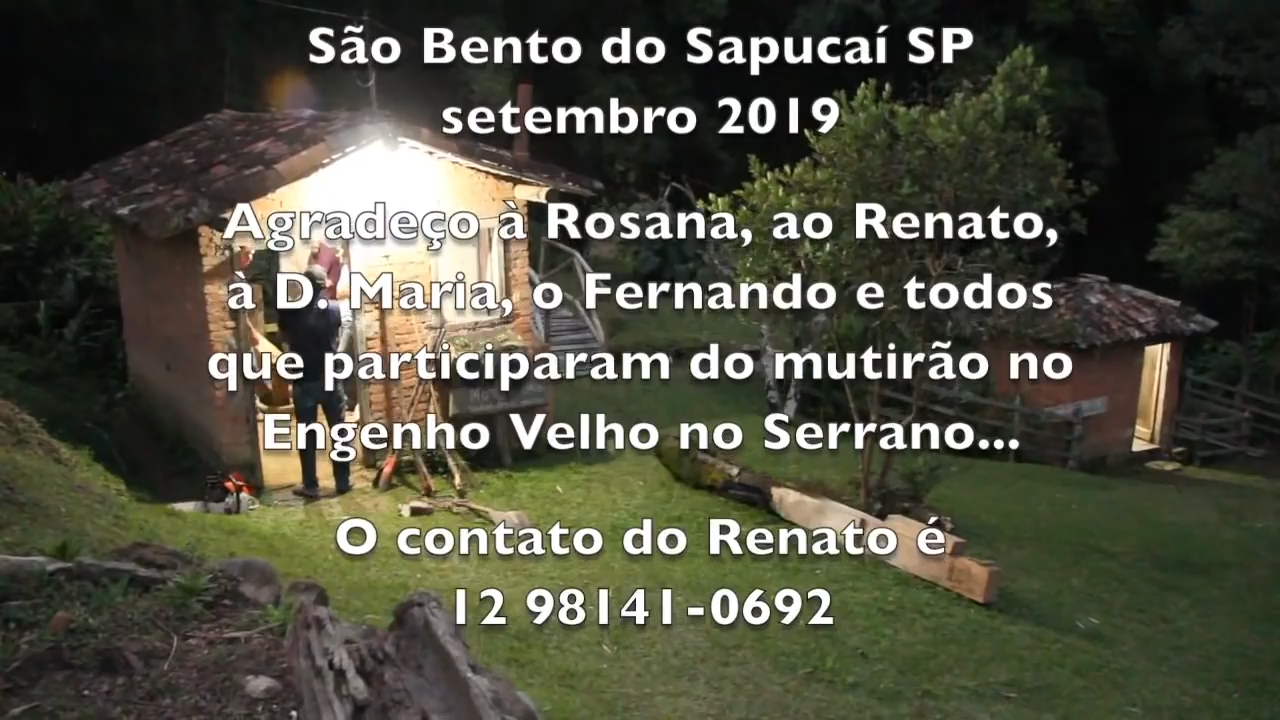 São Bento do Sapucaí SP
setembro 2019
Agradeço à Rosana, ao Renato,
à D. Maria, o Fernando e todos
que participaram do mutirão no
Engenho Velho no Serrano...
O contato do Renato é
12 98141-0692